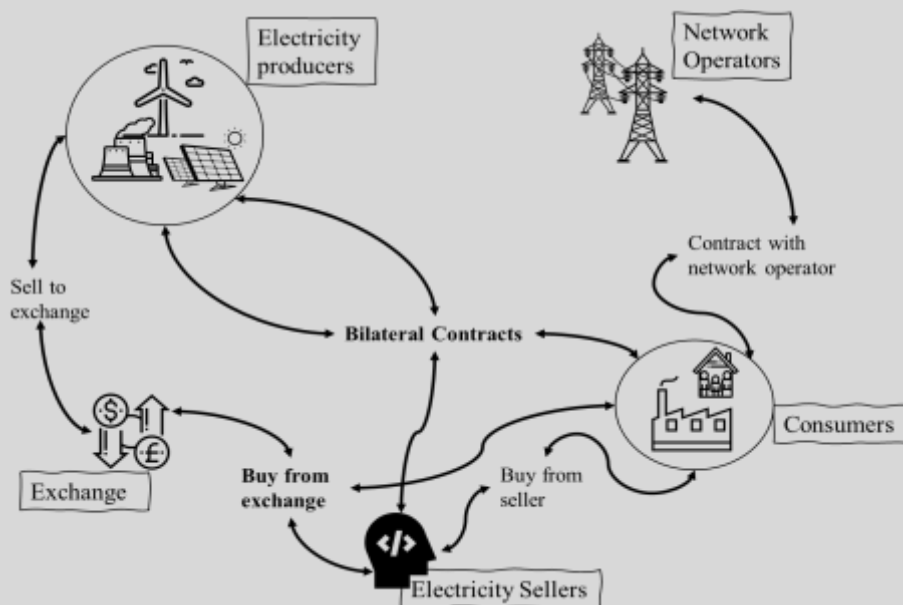 Electricity
producers
Network
Operators
Contract with
network operator
Sell to
exchange
Bilateral Contracts
$
£
Consumers
Exchange
Buy from
exchange
Buy from
seller
</>
Electricity Sellers